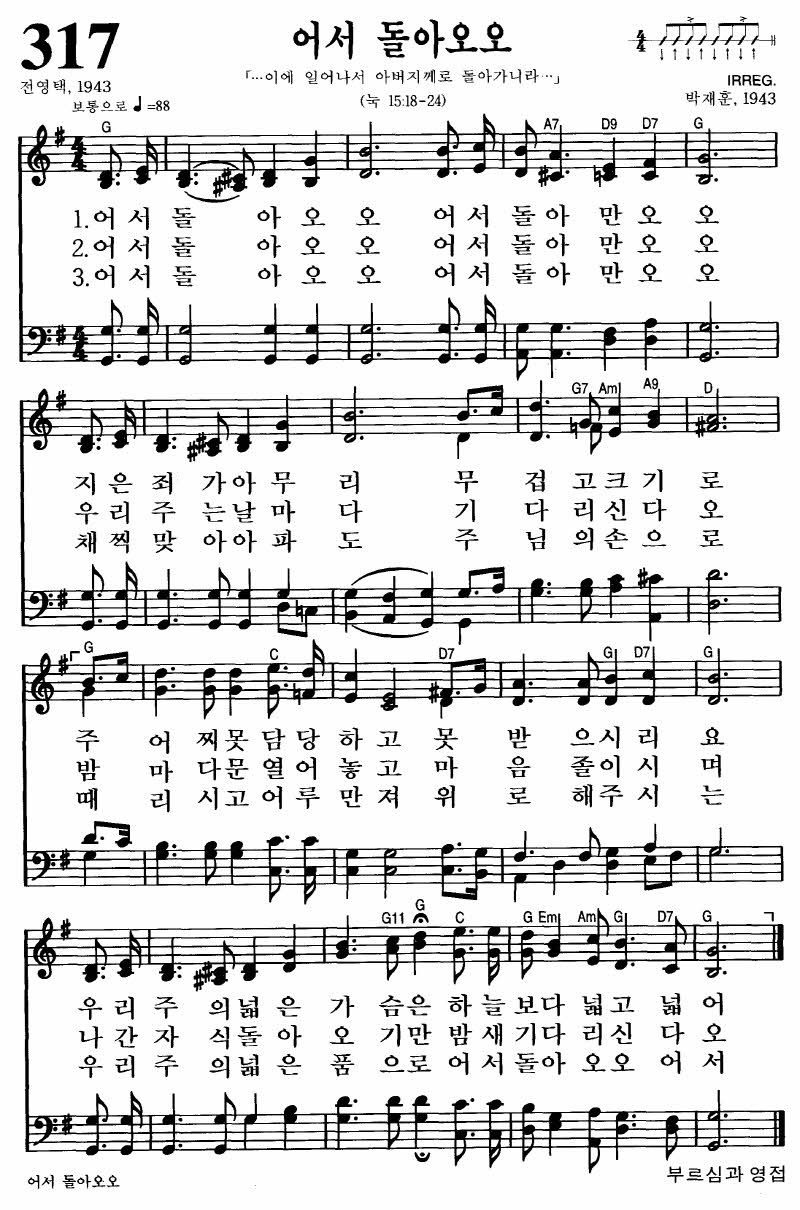 317
어서 돌아오오
전영택, 1943
「…이에 일어나서 아버지께로 돌아가니라…」
IRREG.
보통으로 ♩=88
(눅 15:18-24)
박재훈, 1943
G A7 D9 D7 G
1.어서돌 아오오 어서돌아 만오오
2.어서돌 아오오 어서돌아 만오오
3.어서돌 아오오 어서돌아 만오오
G7 Am A9 D
지은죄 가아무리 무겁고크기로
우리주 는날마다 기다리신다오
채찍맞 아아파도 주님의손으로
G C D7 G D7 G
주어찌못담당하고못 받으시리요
밤마다문열어놓고마 음졸이시며
때리시고어루만져위 로해주시는
G11 G C G Em Am G D7 G
우리주 의넓은가 슴은하늘보다넓고넓어
나간자 식돌아오 기만밤새기다리신다오
우리주 의넓은품 으로어서돌아오오어서
어서 돌아오오
부르심과 영접